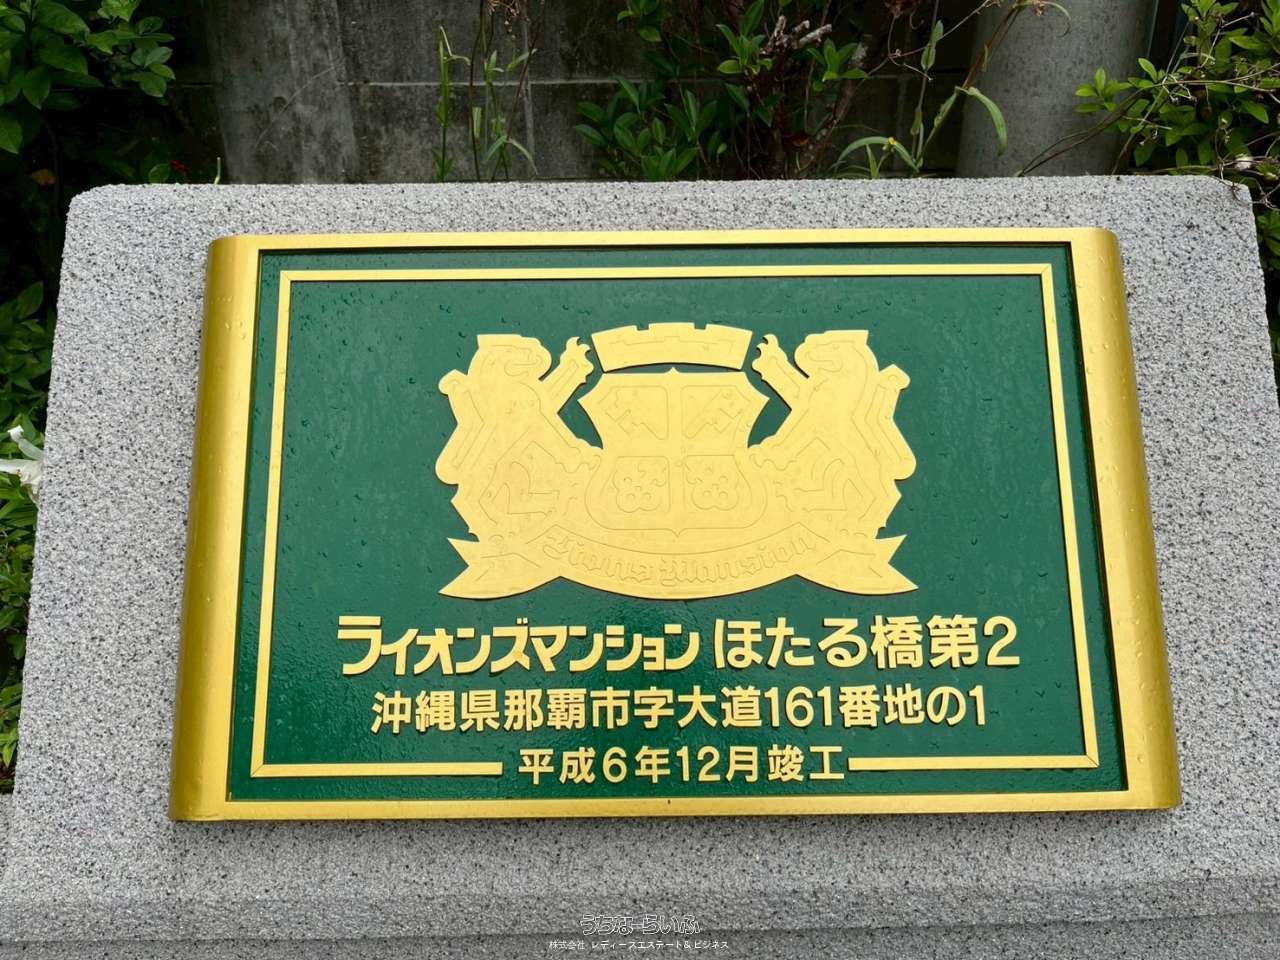 Lions Mansion
ライオンズマンション ほたる橋第2
沖縄県那覇市字大道161番地の1
平成6年12月竣工
うちなーらいふ
株式会社 レディースエステート&ビジネス